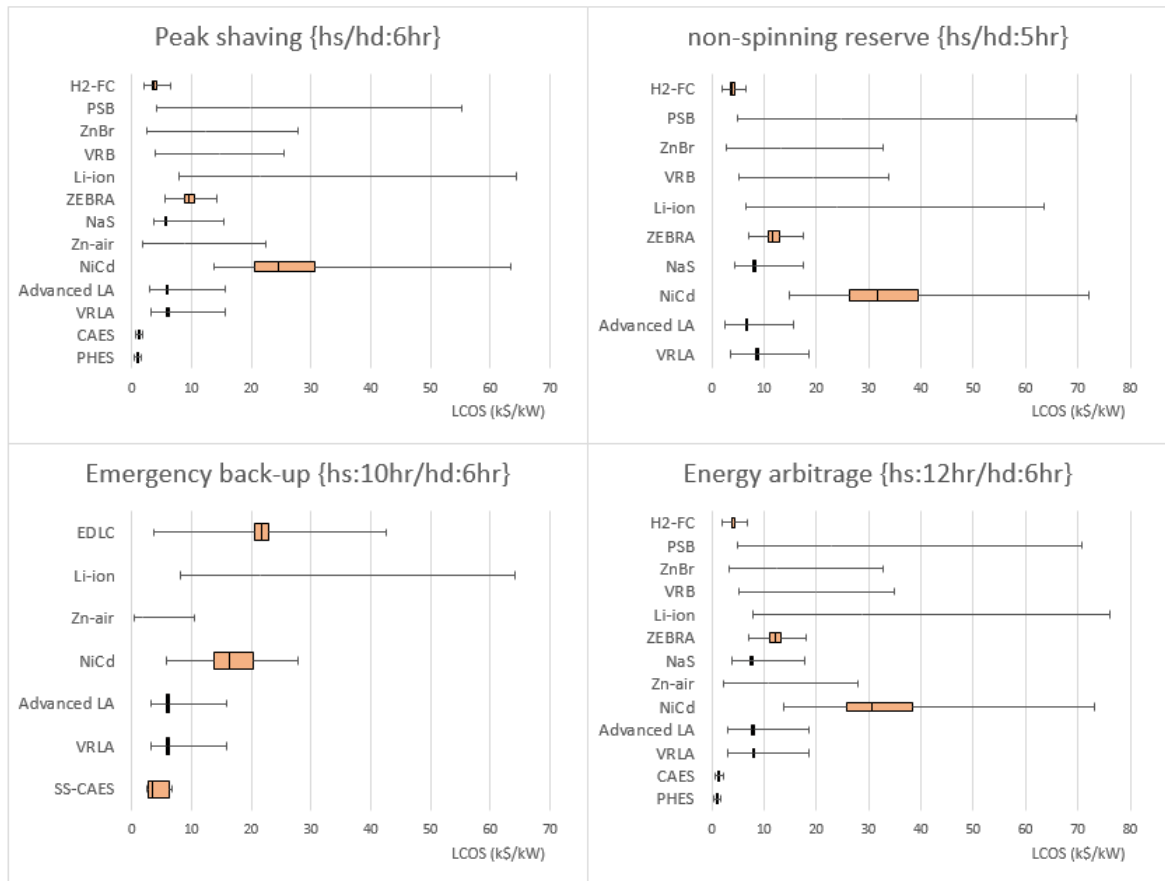 Peak shaving {hs/hd:6hr}
H2-FC
PSB
ZnBr
VRB
Li-ion
ZEBRA
NaS
Zn-air
NiCd
Advanced LA
VRLA
CAES
PHES
0 10 20 30 40 50 60 70
LCOS (k$/kW)
non-spinning reserve {hs/hd:5hr}
H2-FC
PSB
ZnBr
VRB
Li-ion
ZEBRA
NaS
NiCd
Advanced LA
VRLA
0 10 20 30 40 50 60 70 80
LCOS (k$/kW)
Emergency back-up {hs:10hr/hd:6hr}
EDLC
Li-ion
Zn-air
NiCd
Advanced LA
VRLA
SS-CAES
0 10 20 30 40 50 60 70
LCOS (k$/kW)
Energy arbitrage {hs:12hr/hd:6hr}
H2-FC
PSB
ZnBr
VRB
Li-ion
ZEBRA
NaS
Zn-air
NiCd
Advanced LA
VRLA
CAES
PHES
0 10 20 30 40 50 60 70 80
LCOS (k$/kW)